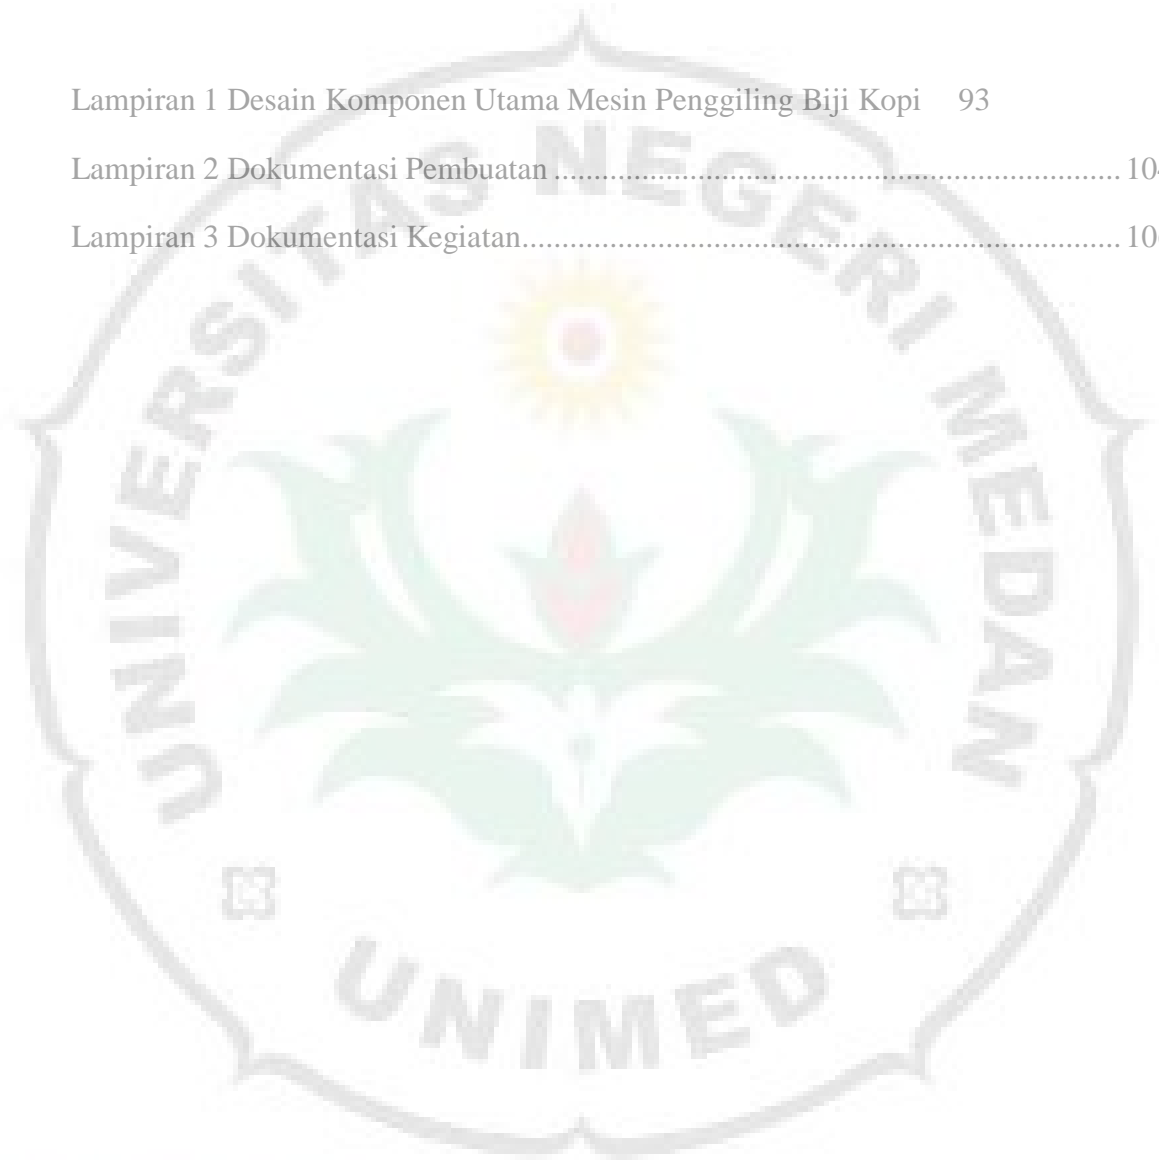 Lampiran 1 Desain Komponen Utama Mesin Penggiling Biji Kopi 93
Lampiran 2 Dokumentasi Pembuatan ........................................................................
Lampiran 3 Dokumentasi Kegiatan............................................................................
UNIVERSITAS NEGERI MEDAN
UNIMED